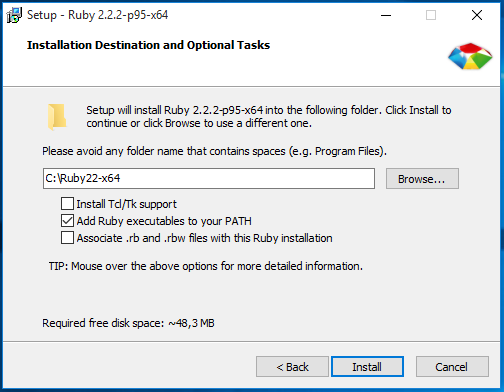 Setup - Ruby 2.2.2-p95-x64
Installation Destination and Optional Tasks
Setup will install Ruby 2.2.2-p95-x64 into the following folder. Click Install to
continue or click Browse to use a different one.
Please avoid any folder name that contains spaces (e.g. Program Files).
C:\Ruby22-x64
Browse...
Install Tcl/Tk support
Add Ruby executables to your PATH
Associate .rb and .rbw files with this Ruby installation
TIP: Mouse over the above options for more detailed information.
Required free disk space: ~48,3 MB
< Back
Install
Cancel